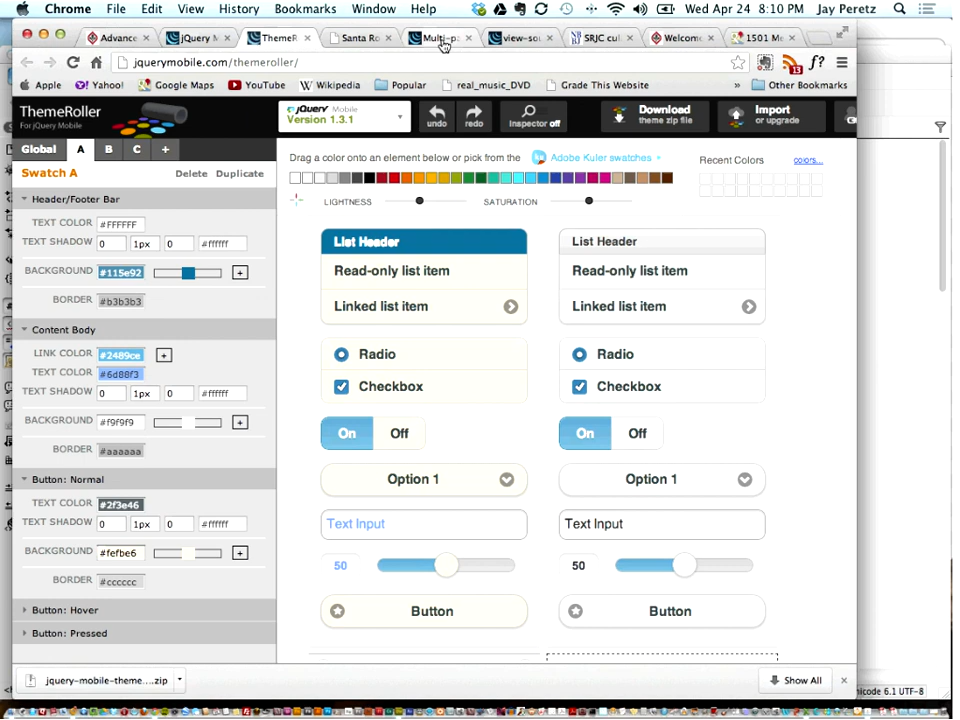 Chrome File Edit View History Bookmarks Window Help Wed Apr 24 8:10 PM Jay Peretz
Advance jQuery M ThemeR Santa Ro Multi-pa view-sou SRJC cul Welcome 1501 Me
jquerymobile.com/themeroller/ 13 f?
Apple Yahoo! Google Maps YouTube Wikipedia Popular real_music_DVD Grade This Website » Other Bookmarks
ThemeRoller
For jQuery Mobile
jQuery Mobile
Version 1.3.1
undo
redo
Inspector off
Download
theme zip file
Import
or upgrade
Global A B C +
Swatch A Delete Duplicate
Header/Footer Bar
TEXT COLOR #FFFFFF
TEXT SHADOW 0 1px 0 #ffffff
BACKGROUND #115e92 +
BORDER #b3b3b3
Content Body
LINK COLOR #2489ce +
TEXT COLOR #6d88f3
TEXT SHADOW 0 1px 0 #ffffff
BACKGROUND #f9f9f9 +
BORDER #aaaaaa
Button: Normal
TEXT COLOR #2f3e46
TEXT SHADOW 0 1px 0 #ffffff
BACKGROUND #fefbe6 +
BORDER #cccccc
Button: Hover
Button: Pressed
Drag a color onto an element below or pick from the Adobe Kuler swatches
Recent Colors colors...
LIGHTNESS SATURATION
List Header
Read-only list item
Linked list item
Radio
Checkbox
On Off
Option 1
Text Input
50
Button
List Header
Read-only list item
Linked list item
Radio
Checkbox
On Off
Option 1
Text Input
50
Button
jquery-mobile-theme....zip Show All
nicode 6.1 UTF-8